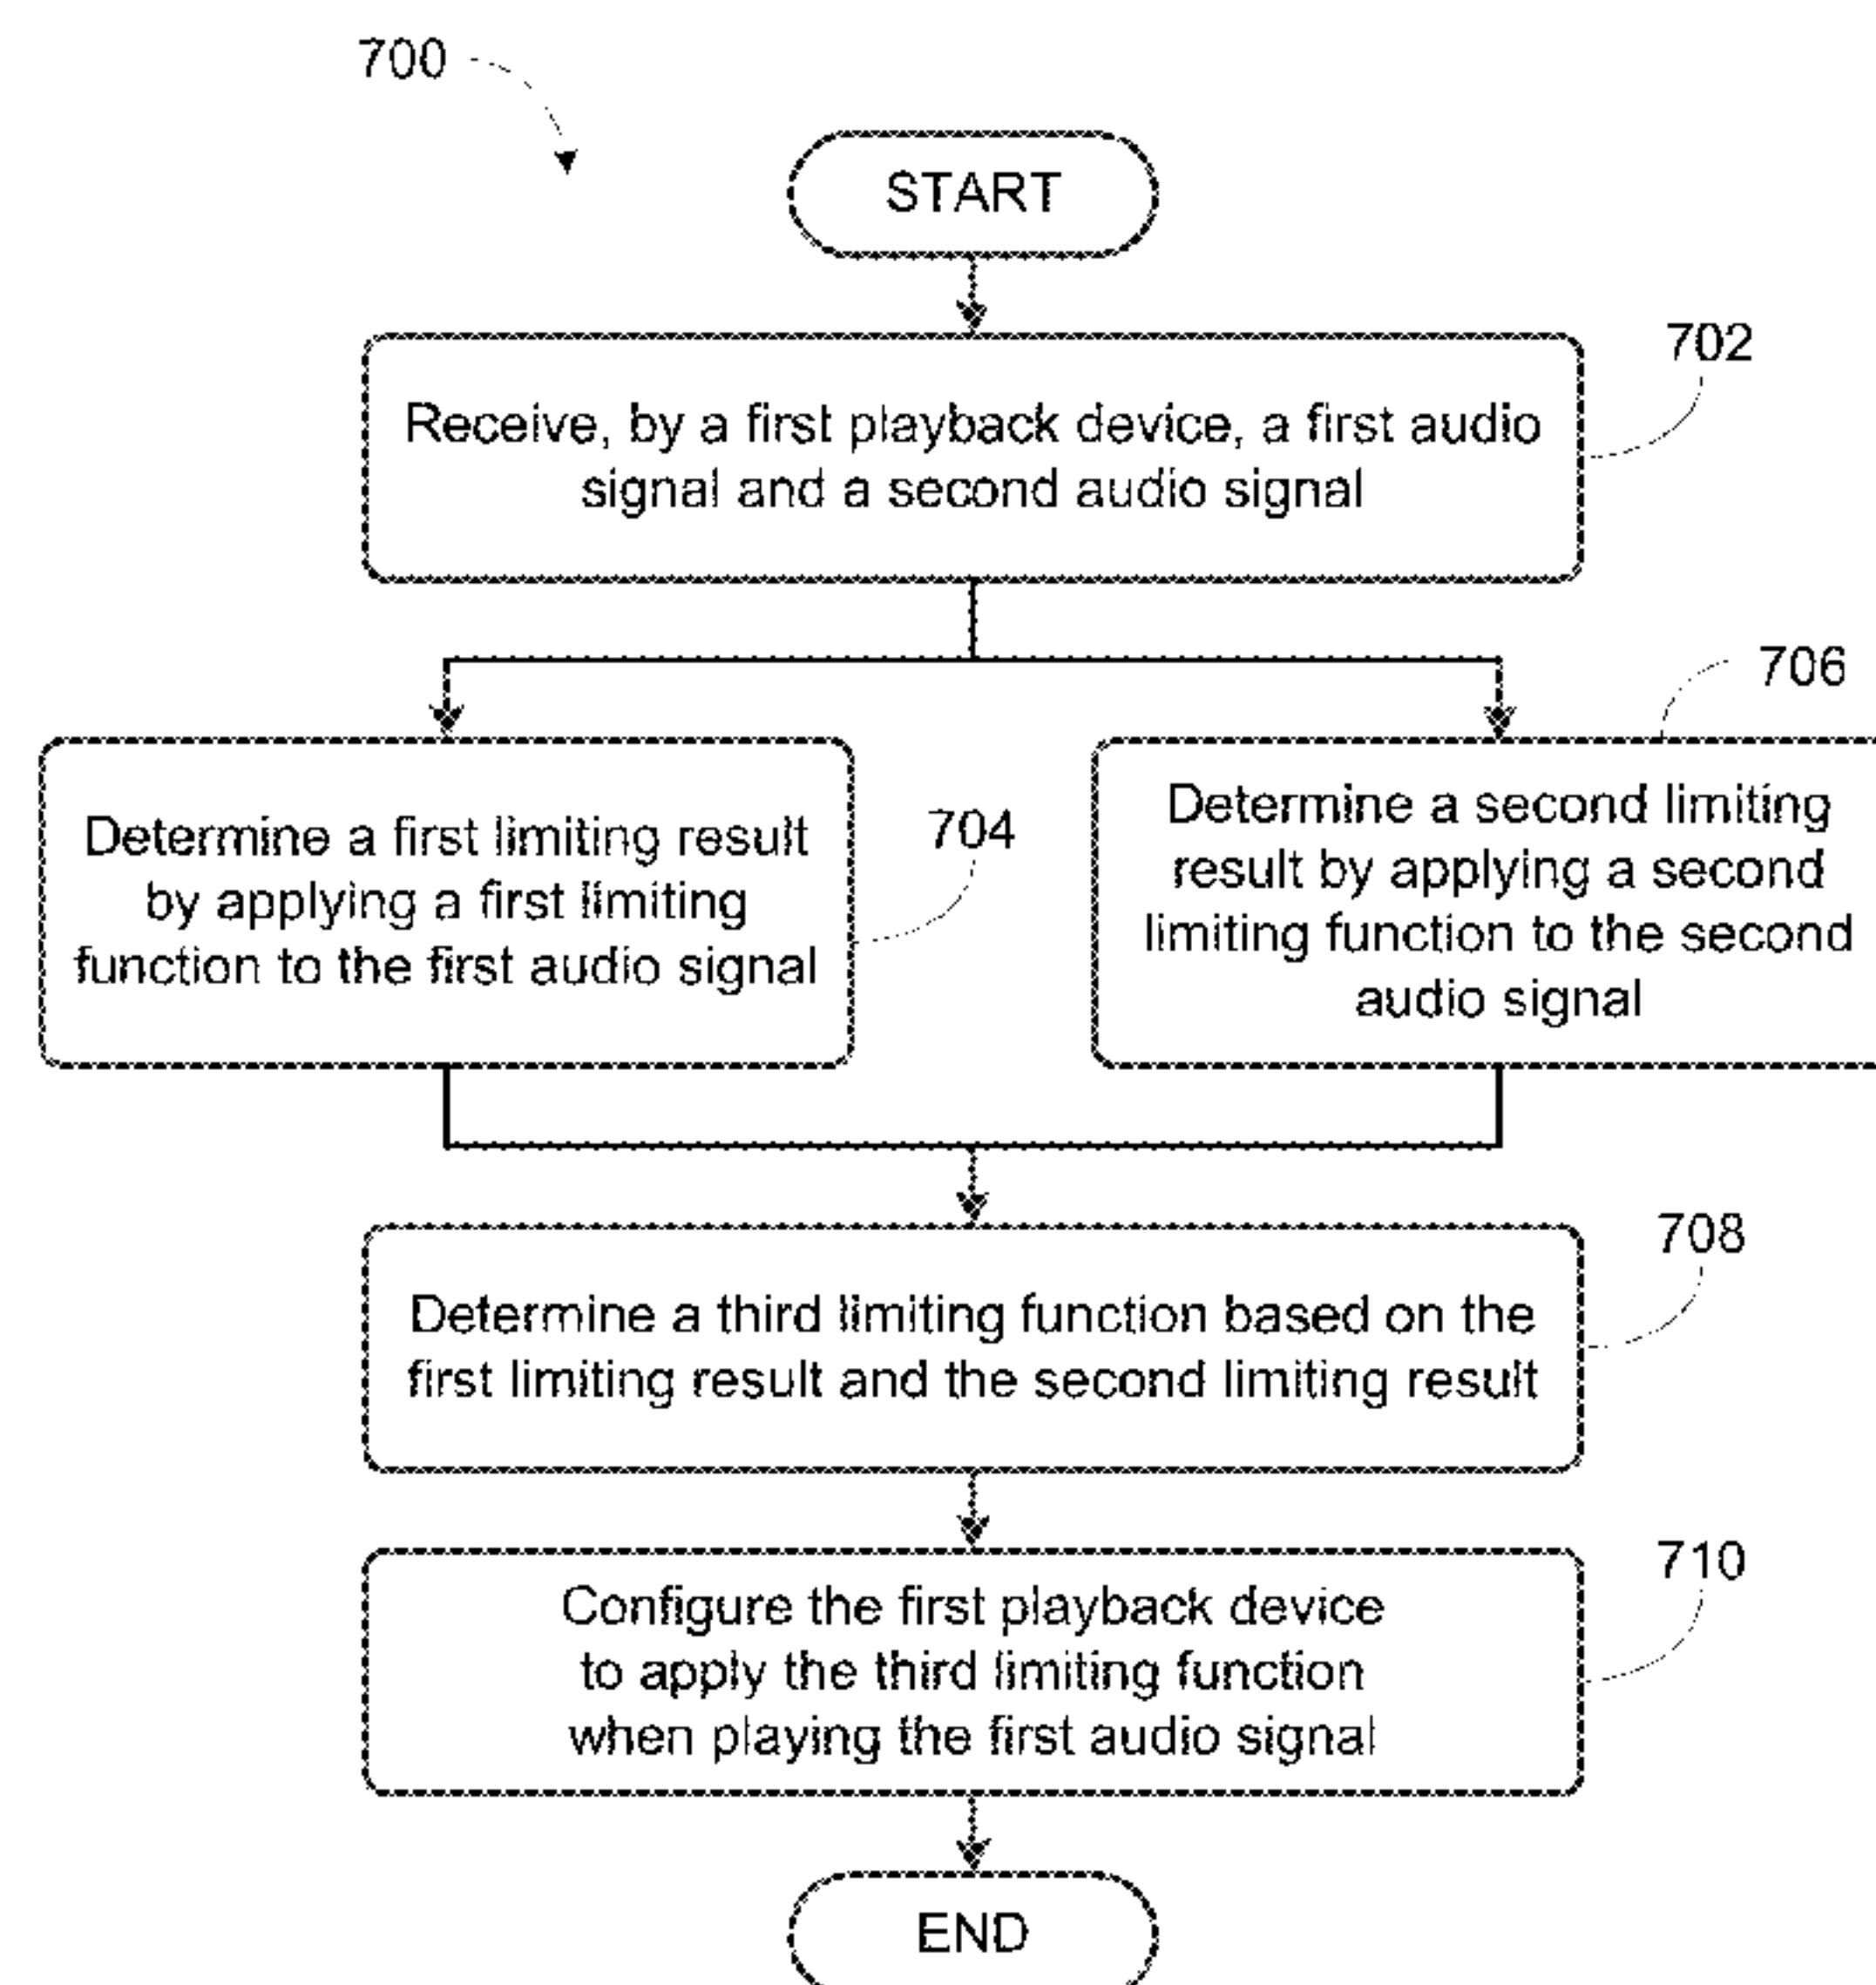 700
START
702
Receive, by a first playback device, a first audio
signal and a second audio signal
706
704
Determine a first limiting result
by applying a first limiting
function to the first audio signal
Determine a second limiting
result by applying a second
limiting function to the second
audio signal
708
Determine a third limiting function based on the
first limiting result and the second limiting result
710
Configure the first playback device
to apply the third limiting function
when playing the first audio signal
END